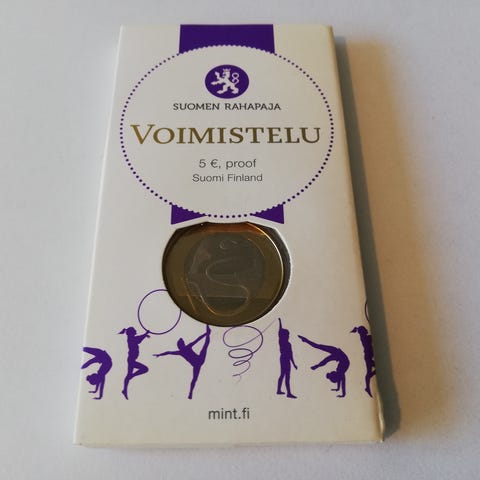 SUOMEN RAHAPAJA
VOIMISTELU
5 €, proof
Suomi Finland
mint.fi